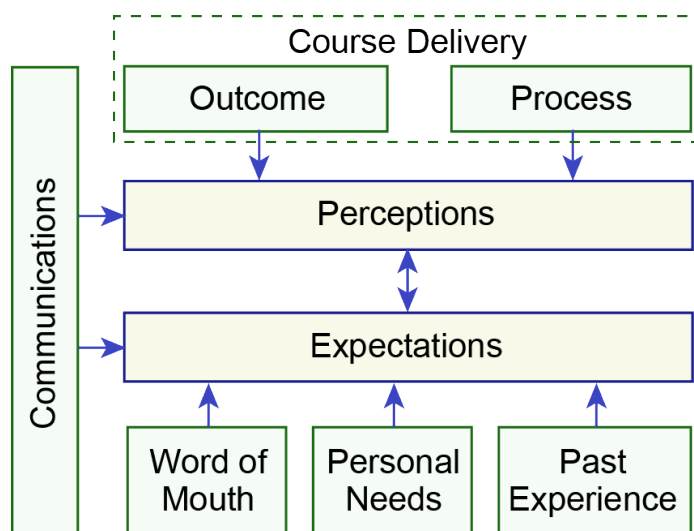 Course Delivery
Outcome
Process
Communications
Perceptions
Expectations
Word of
Mouth
Personal
Needs
Past
Experience